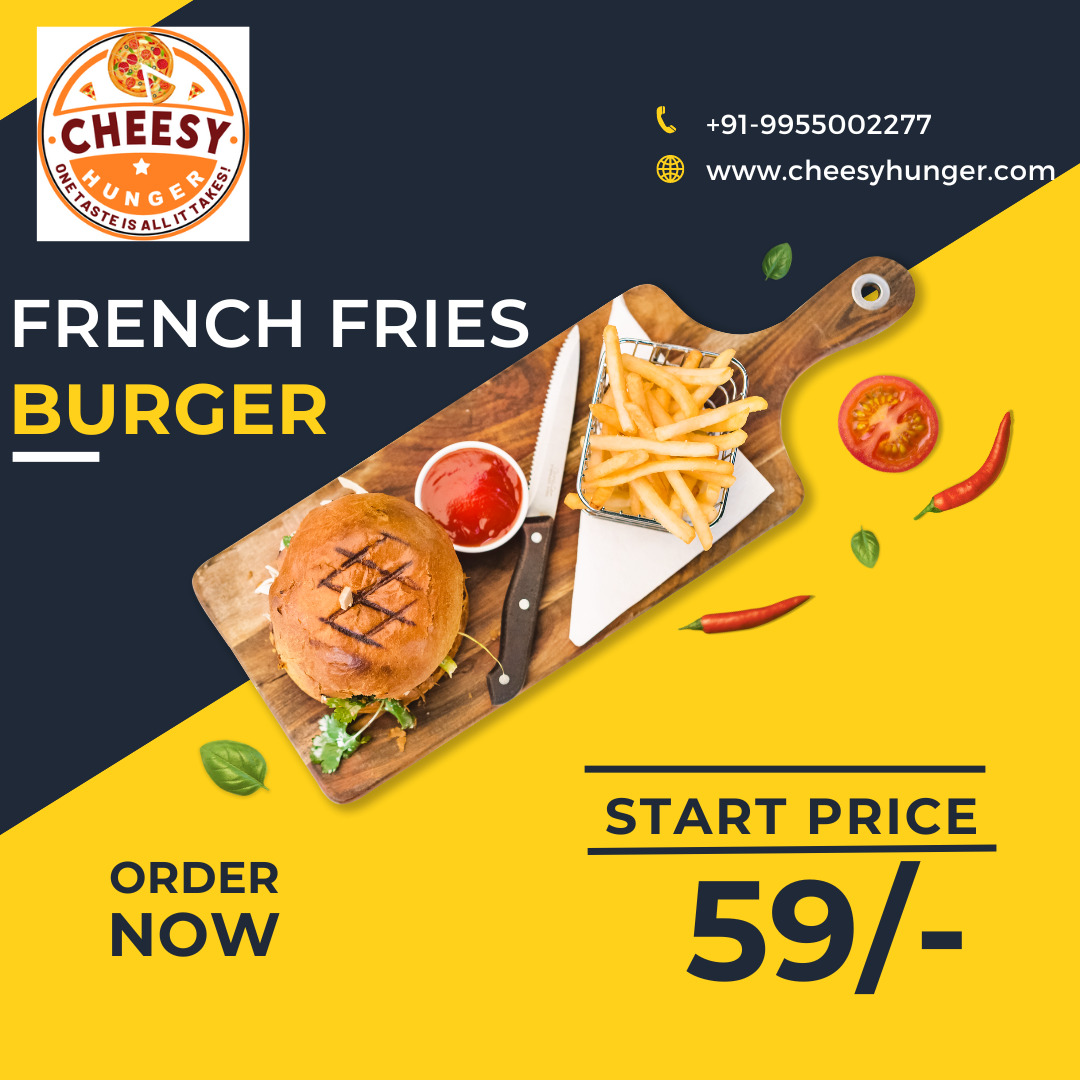 CHEESY
HUNGER
ONE TASTE IS ALL IT TAKES!
+91-9955002277
www.cheesyhunger.com
FRENCH FRIES
BURGER
START PRICE
59/-
ORDER
NOW